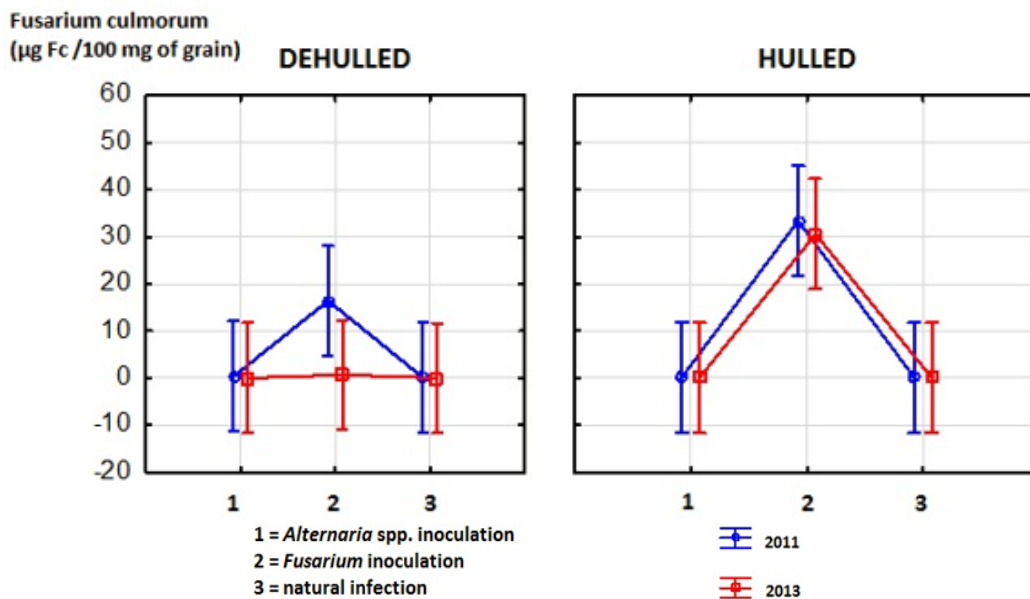 Fusarium culmorum
(µg Fc /100 mg of grain)
DEHULLED
HULLED
60
50
40
30
20
10
0
-10
-20
1 2 3
1 2 3
1 = Alternaria spp. inoculation
2 = Fusarium inoculation
3 = natural infection
2011
2013